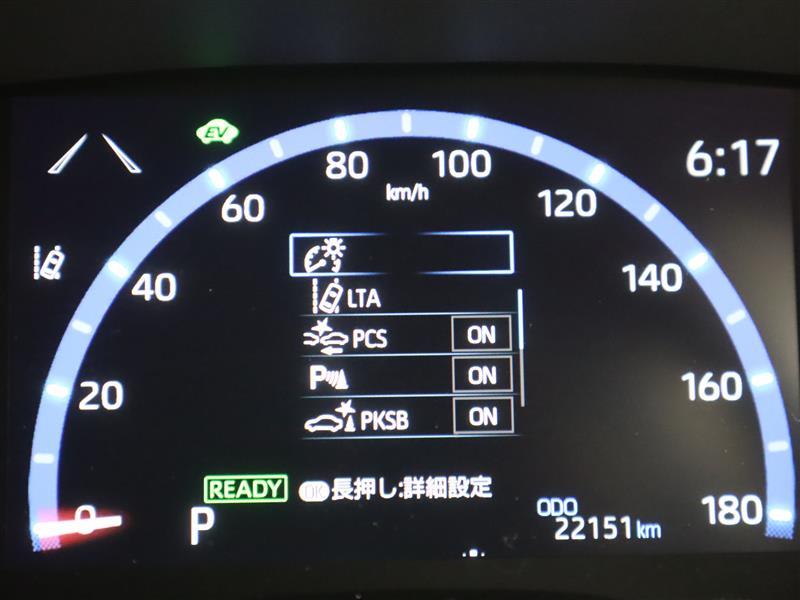 EV
6:17
80
100
km/h
60
120
40
140
LTA
PCS ON
P ON
20
160
PKSB ON
READY
OK 長押し:詳細設定
0
P
ODO
22151 km
180